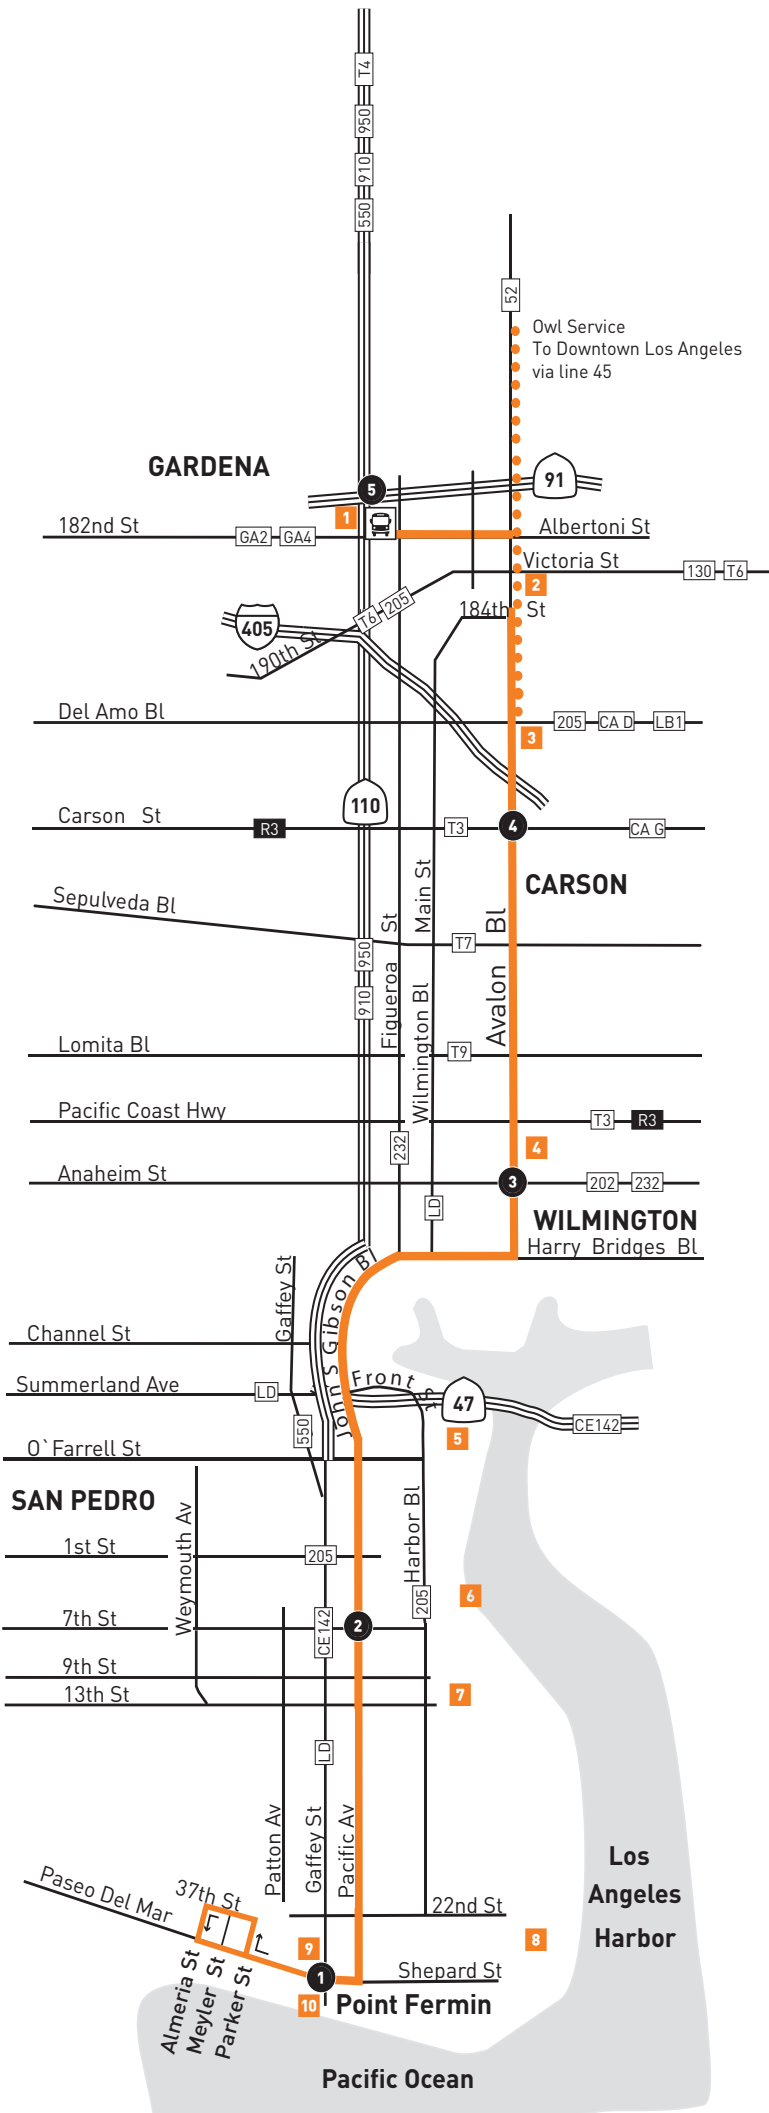 T4
950
910
550
52
Owl Service
To Downtown Los Angeles
via line 45
GARDENA
5
91
1
182nd St
GA2
GA4
Albertoni St
Victoria St
130
T6
2
T6
205
184th St
405
190th St
Del Amo Bl
205
CA D
LB1
3
110
Carson St
R3
T3
4
CA G
CARSON
Main St
Sepulveda Bl
Figueroa St
Avalon Bl
T7
950
910
Wilmington Bl
Lomita Bl
T9
Pacific Coast Hwy
T3
R3
232
4
Anaheim St
3
202
232
LD
WILMINGTON
Harry Bridges Bl
Gaffey St
John S Gibson Bl
Channel St
Summerland Ave
LD
Front St
47
CE142
550
5
O`Farrell St
SAN PEDRO
Weymouth Av
Harbor Bl
1st St
205
205
6
7th St
CE142
2
9th St
13th St
7
LD
Patton Av
Gaffey St
Pacific Av
Los
Angeles
Harbor
Paseo Del Mar
37th St
22nd St
8
9
Almeria St
Meyler St
Parker St
1
Shepard St
10
Point Fermin
Pacific Ocean